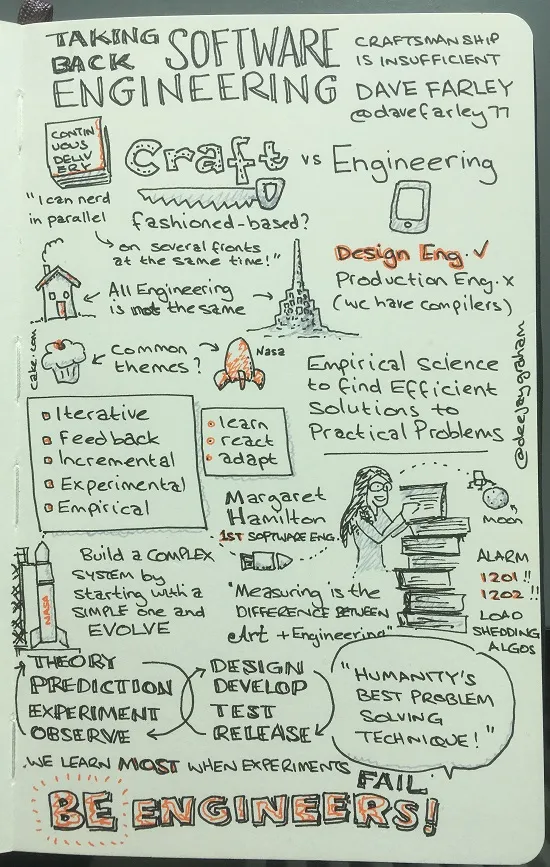 TAKING
BACK
SOFTWARE
ENGINEERING
CRAFTSMANSHIP
IS INSUFFICIENT
DAVE FARLEY
@davefarley77
CONTIN
UOUS
DELIV
ERY
Craft vs Engineering
"I can nerd
in parallel
on several fronts
at the same time!"
fashioned-based?
Design Eng. ✓
Production Eng. x
(we have compilers)
All Engineering
is not the same
cake.com
Common
themes?
Nasa
Empirical Science
to find Efficient
Solutions to
Practical Problems
@deejaygraham
Iterative
Feedback
Incremental
Experimental
Empirical
learn
react
adapt
Margaret
Hamilton
1ST SOFTWARE ENG.
Moon
NASA
Build a COMPLEX
SYSTEM by
starting with a
SIMPLE one and
EVOLVE
"Measuring is the
DIFFERENCE BETWEEN
Art + Engineering"
ALARM
1201!!
1202!!
LOAD
SHEDDING
ALGOS
THEORY
PREDICTION
EXPERIMENT
OBSERVE
DESIGN
DEVELOP
TEST
RELEASE
"HUMANITY'S
BEST PROBLEM
SOLVING
TECHNIQUE!"
WE LEARN MOST WHEN EXPERIMENTS FAIL
BE ENGINEERS!